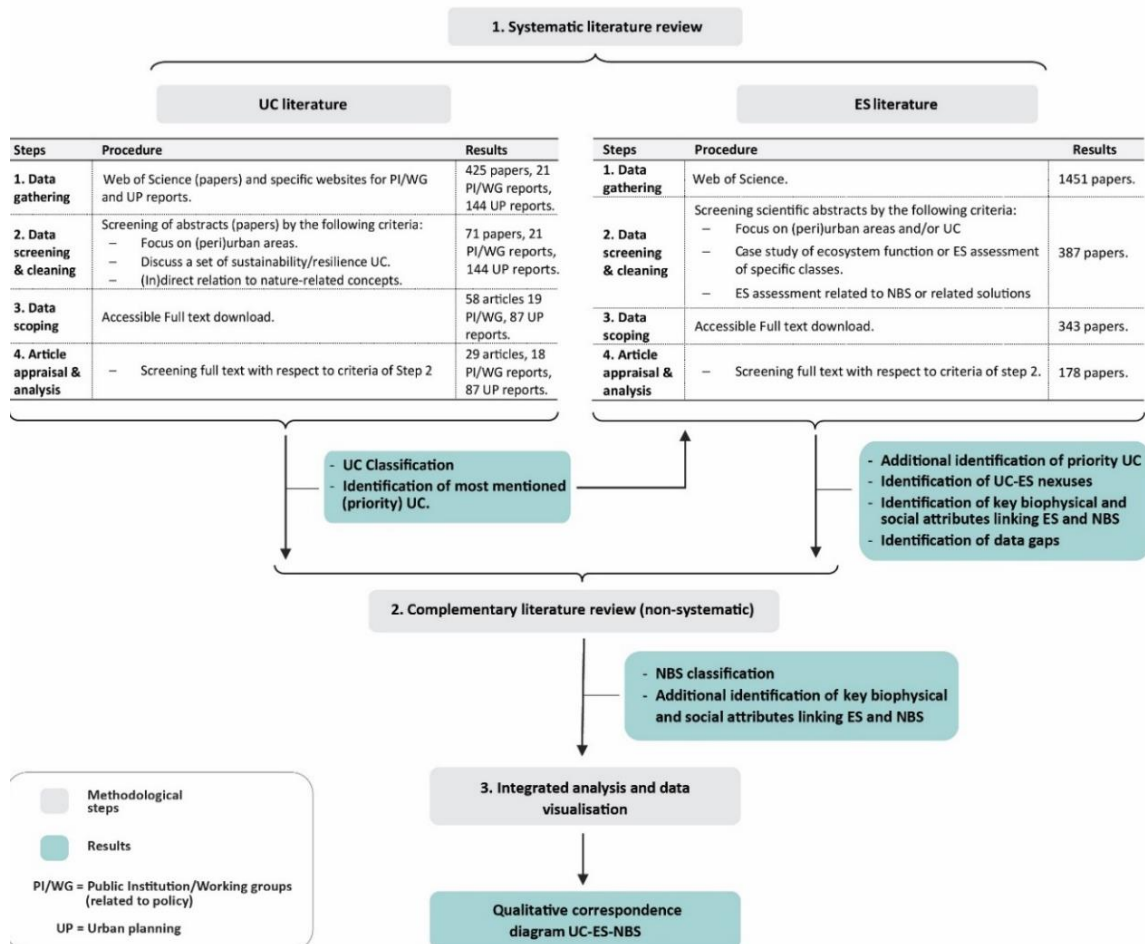 1. Systematic literature review
UC literature
Steps Procedure Results
1. Data gathering
Web of Science (papers) and specific websites for PI/WG
and UP reports.
425 papers, 21
PI/WG reports,
144 UP reports.
2. Data
screening
& cleaning
Screening of abstracts (papers) by the following criteria:
– Focus on (peri)urban areas.
– Discuss a set of sustainability/resilience UC.
– (In)direct relation to nature-related concepts.
71 papers, 21
PI/WG reports,
144 UP reports.
3. Data
scoping
Accessible Full text download.
58 articles 19
PI/WG, 87 UP
reports.
4. Article
appraisal &
analysis
– Screening full text with respect to criteria of Step 2
29 articles, 18
PI/WG reports,
87 UP reports.
ES literature
Steps Procedure Results
1. Data
gathering
Web of Science.
1451 papers.
2. Data
screening
& cleaning
Screening scientific abstracts by the following criteria:
– Focus on (peri)urban areas and/or UC
– Case study of ecosystem function or ES assessment
of specific classes.
– ES assessment related to NBS or related solutions
387 papers.
3. Data
scoping
Accessible Full text download.
343 papers.
4. Article
appraisal &
analysis
– Screening full text with respect to criteria of step 2.
178 papers.
- UC Classification
- Identification of most mentioned
(priority) UC.
- Additional identification of priority UC
- Identification of UC-ES nexuses
- Identification of key biophysical and
social attributes linking ES and NBS
- Identification of data gaps
2. Complementary literature review (non-systematic)
- NBS classification
- Additional identification of key biophysical
and social attributes linking ES and NBS
3. Integrated analysis and data
visualisation
Qualitative correspondence
diagram UC-ES-NBS
Methodological
steps
Results
PI/WG = Public Institution/Working groups
(related to policy)
UP = Urban planning